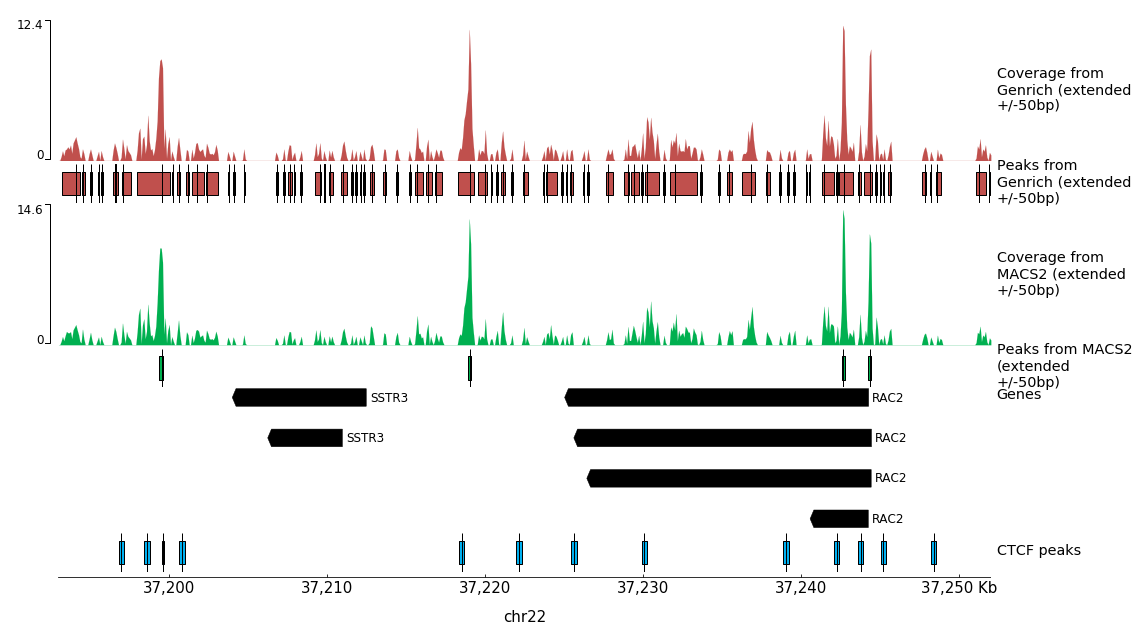 12.4
0
Coverage from
Genrich (extended
+/-50bp)
Peaks from
Genrich (extended
+/-50bp)
14.6
0
Coverage from
MACS2 (extended
+/-50bp)
Peaks from MACS2
(extended
+/-50bp)
Genes
SSTR3
RAC2
SSTR3
RAC2
RAC2
RAC2
CTCF peaks
37,200
37,210
37,220
37,230
37,240
37,250 Kb
chr22